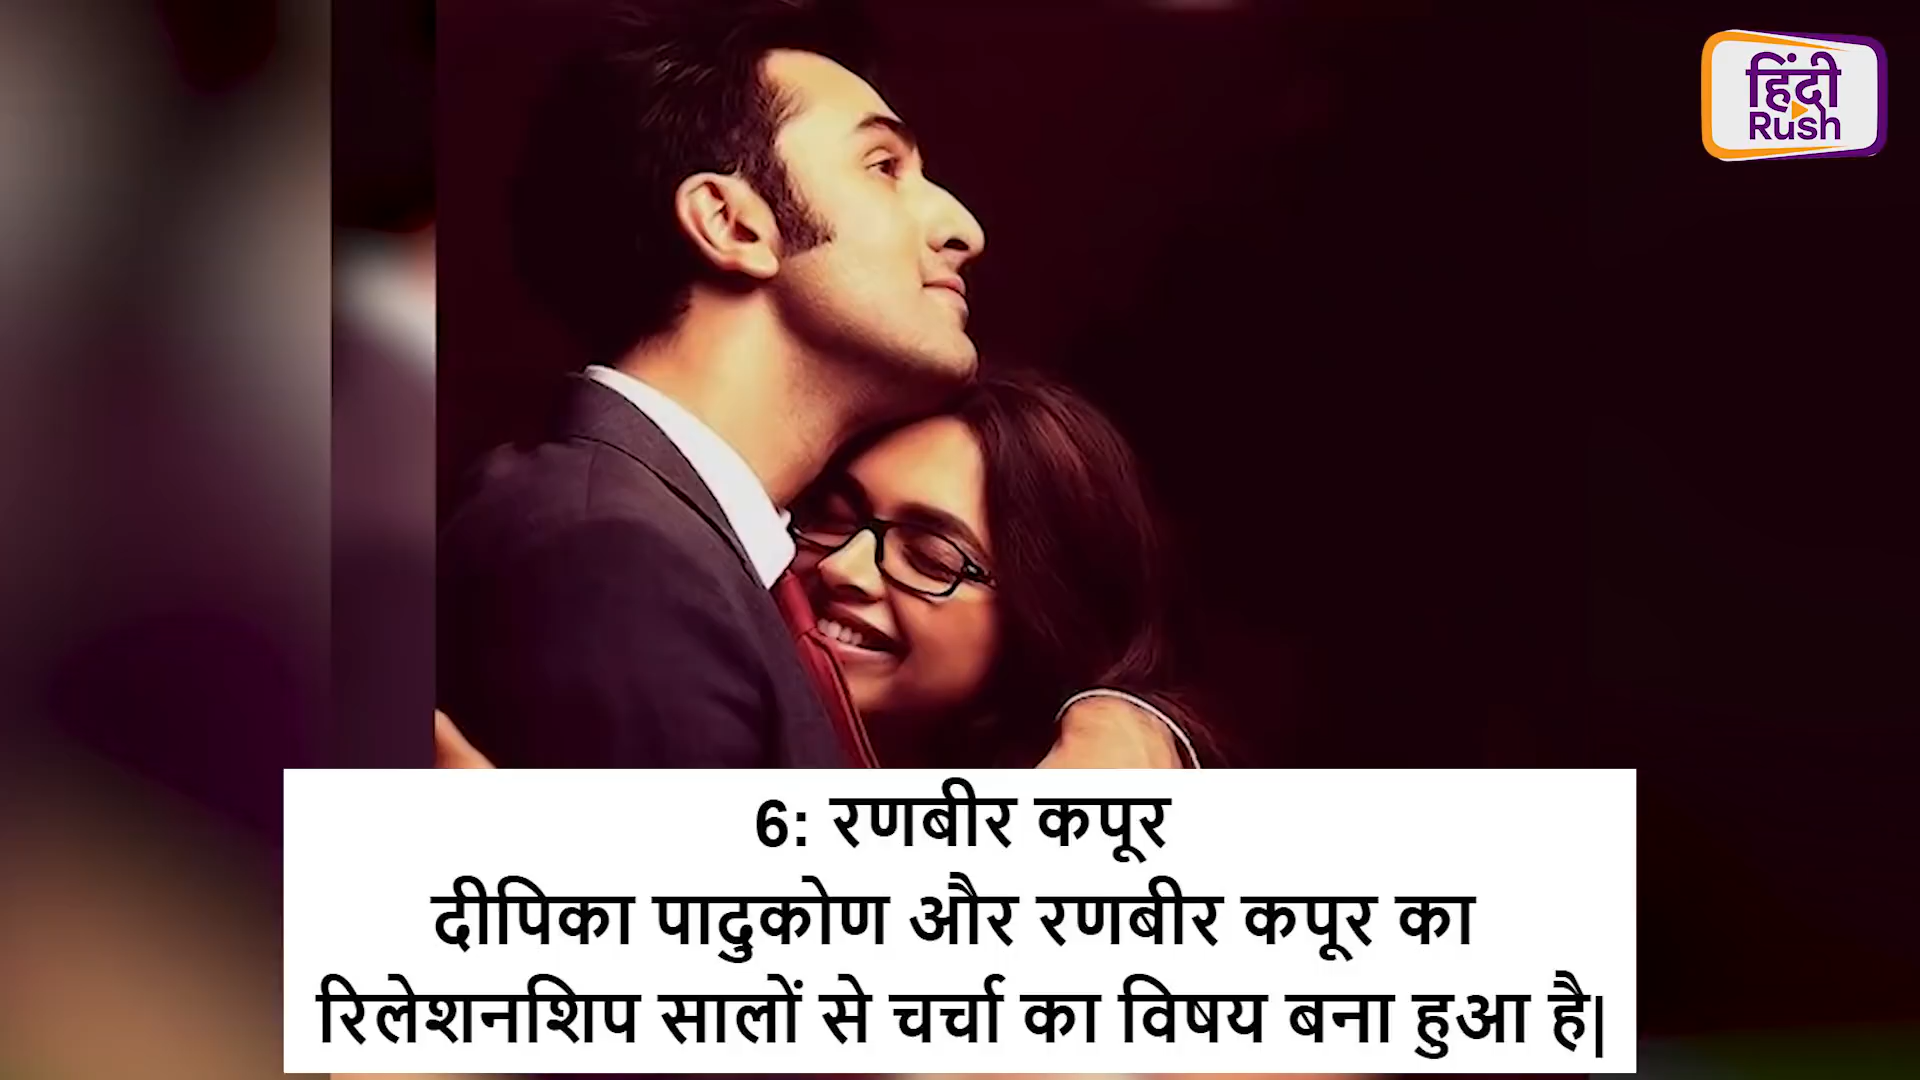 हिंदी
Rush
6: रणबीर कपूर
दीपिका पादुकोण और रणबीर कपूर का
रिलेशनशिप सालों से चर्चा का विषय बना हुआ है|